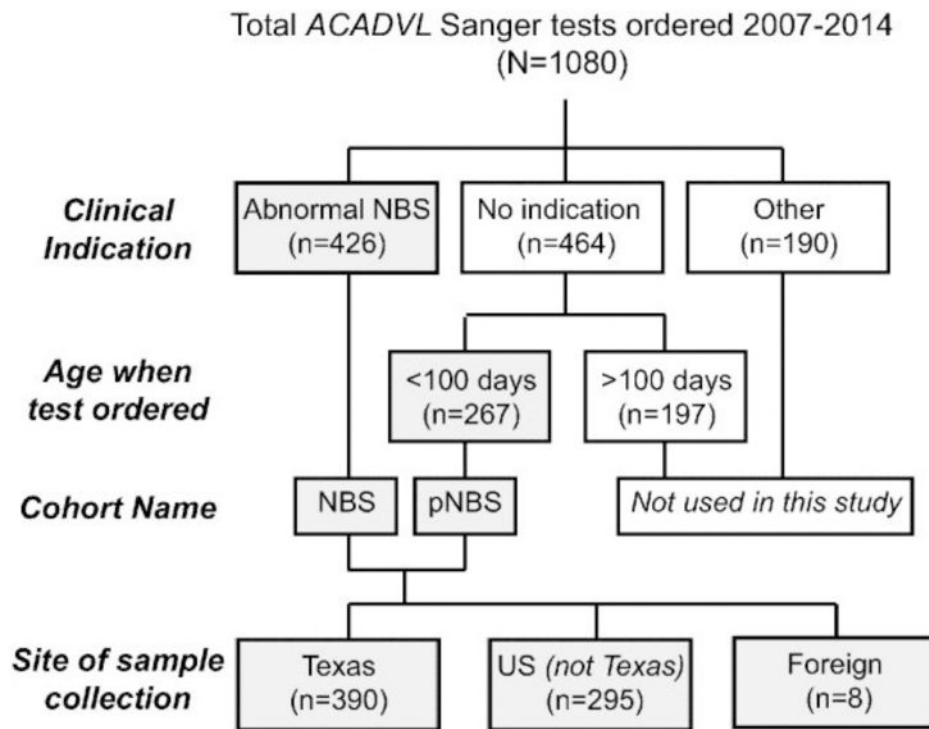 Total ACADVL Sanger tests ordered 2007-2014
(N=1080)
Clinical
Indication
Abnormal NBS
(n=426)
No indication
(n=464)
Other
(n=190)
Age when
test ordered
<100 days
(n=267)
>100 days
(n=197)
Cohort Name
NBS
pNBS
Not used in this study
Site of sample
collection
Texas
(n=390)
US (not Texas)
(n=295)
Foreign
(n=8)